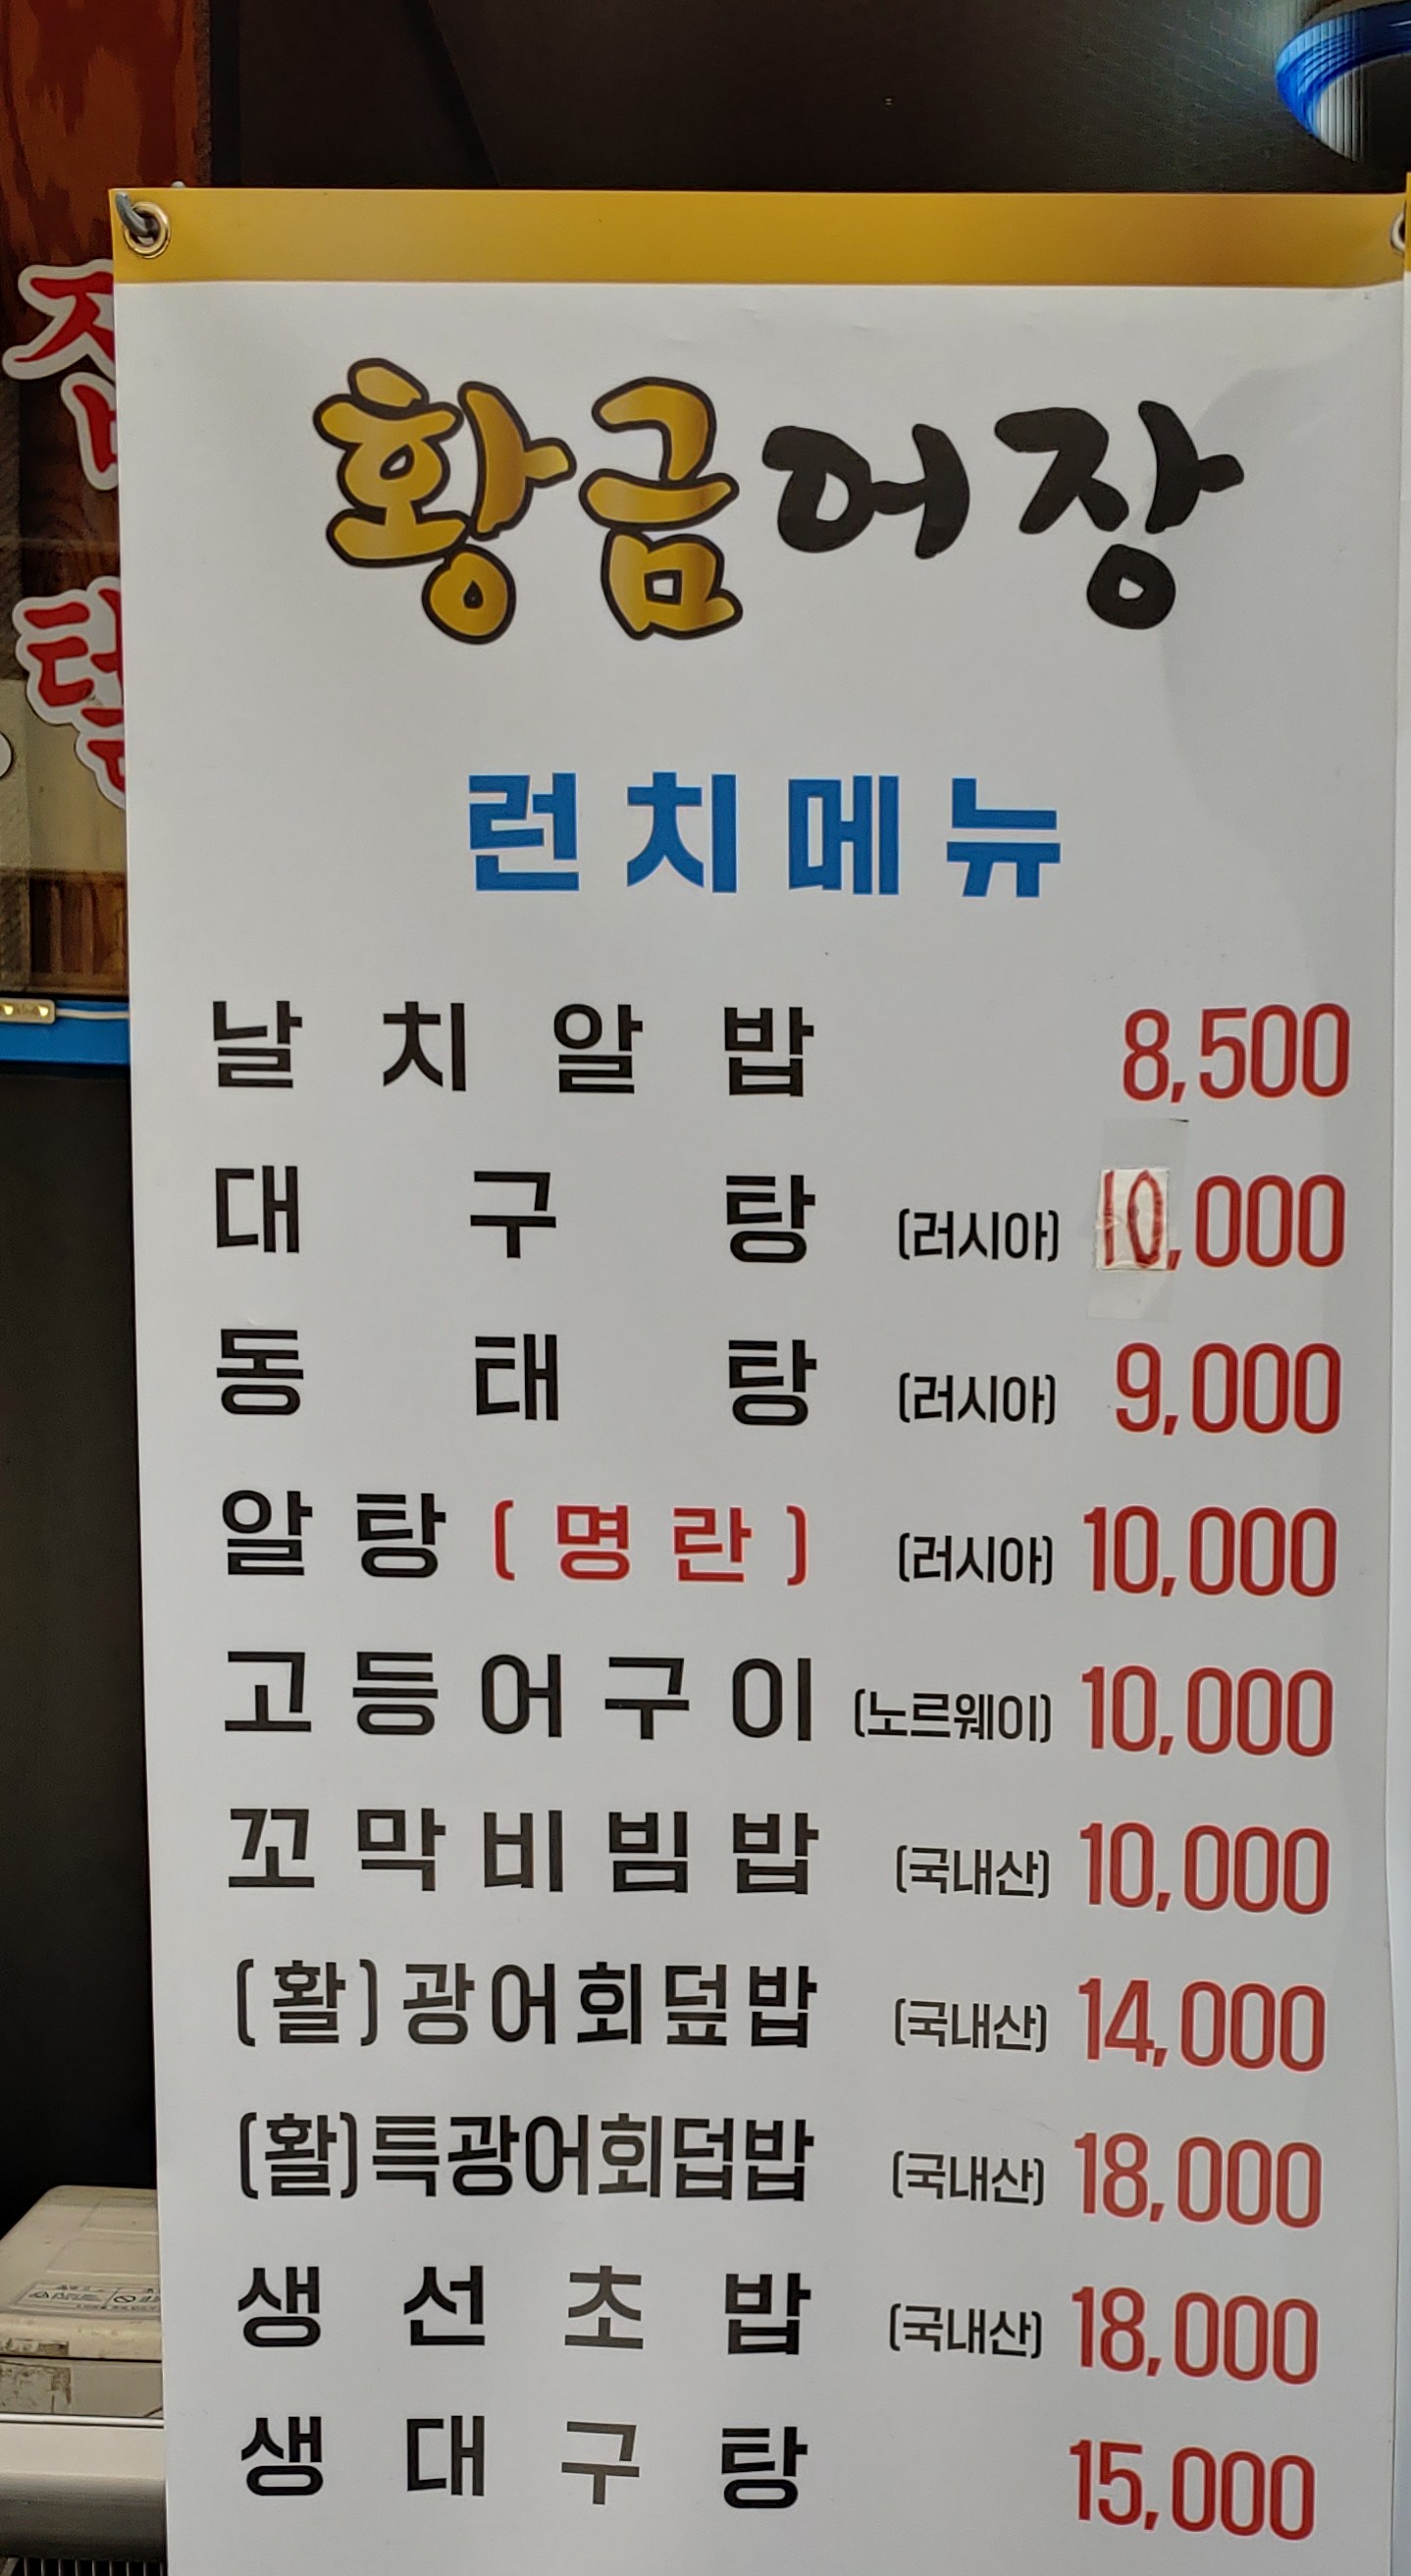 황금어장
런치메뉴
날치알밥 8,500
대구탕 (러시아) 10,000
동태탕 (러시아) 9,000
알탕(명란) (러시아) 10,000
고등어구이 (노르웨이) 10,000
꼬막비빔밥 (국내산) 10,000
(활)광어회덮밥 (국내산) 14,000
(활)특광어회덥밥 (국내산) 18,000
생선초밥 (국내산) 18,000
생대구탕 15,000